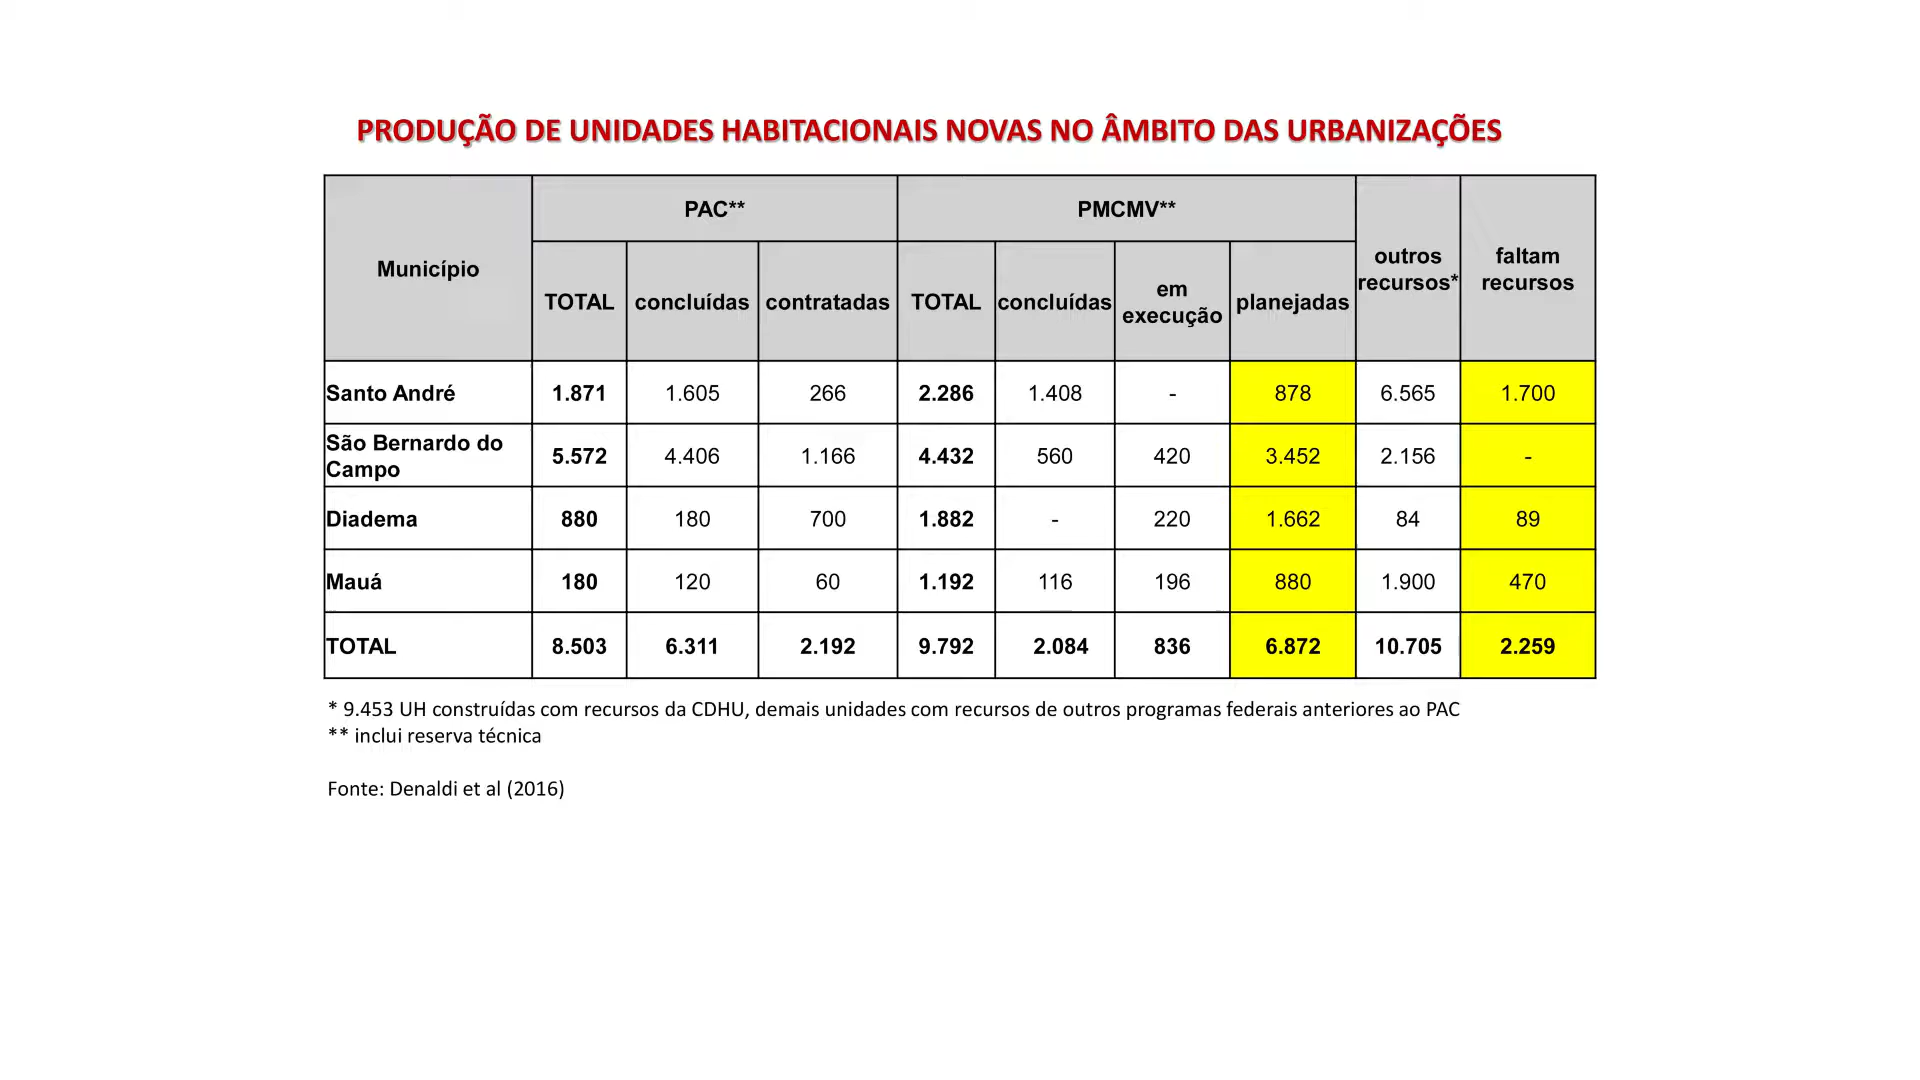 PRODUÇÃO DE UNIDADES HABITACIONAIS NOVAS NO ÂMBITO DAS URBANIZAÇÕES
Município PAC** PMCMV** outros recursos* faltam recursos
TOTAL concluídas contratadas TOTAL concluídas em execução planejadas
Santo André 1.871 1.605 266 2.286 1.408 - 878 6.565 1.700
São Bernardo do Campo 5.572 4.406 1.166 4.432 560 420 3.452 2.156 -
Diadema 880 180 700 1.882 - 220 1.662 84 89
Mauá 180 120 60 1.192 116 196 880 1.900 470
TOTAL 8.503 6.311 2.192 9.792 2.084 836 6.872 10.705 2.259
* 9.453 UH construídas com recursos da CDHU, demais unidades com recursos de outros programas federais anteriores ao PAC
** inclui reserva técnica
Fonte: Denaldi et al (2016)